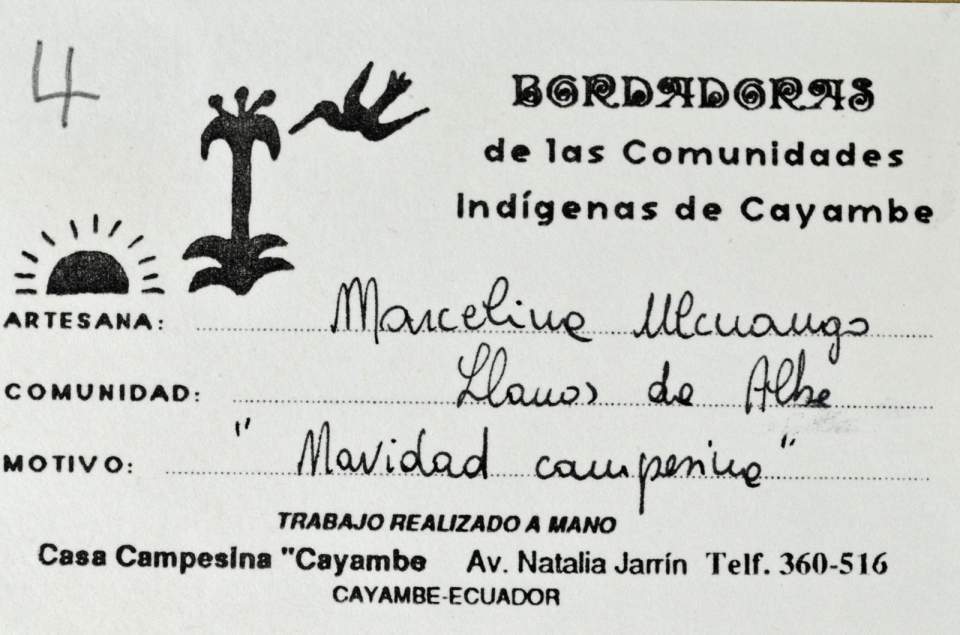 4
BORDADORAS
de las Comunidades
Indígenas de Cayambe
ARTESANA: Marcelina Ulcuango
COMUNIDAD: Llanos de Alba
MOTIVO: "Navidad campesina"
TRABAJO REALIZADO A MANO
Casa Campesina "Cayambe Av. Natalia Jarrín Telf. 360-516
CAYAMBE-ECUADOR